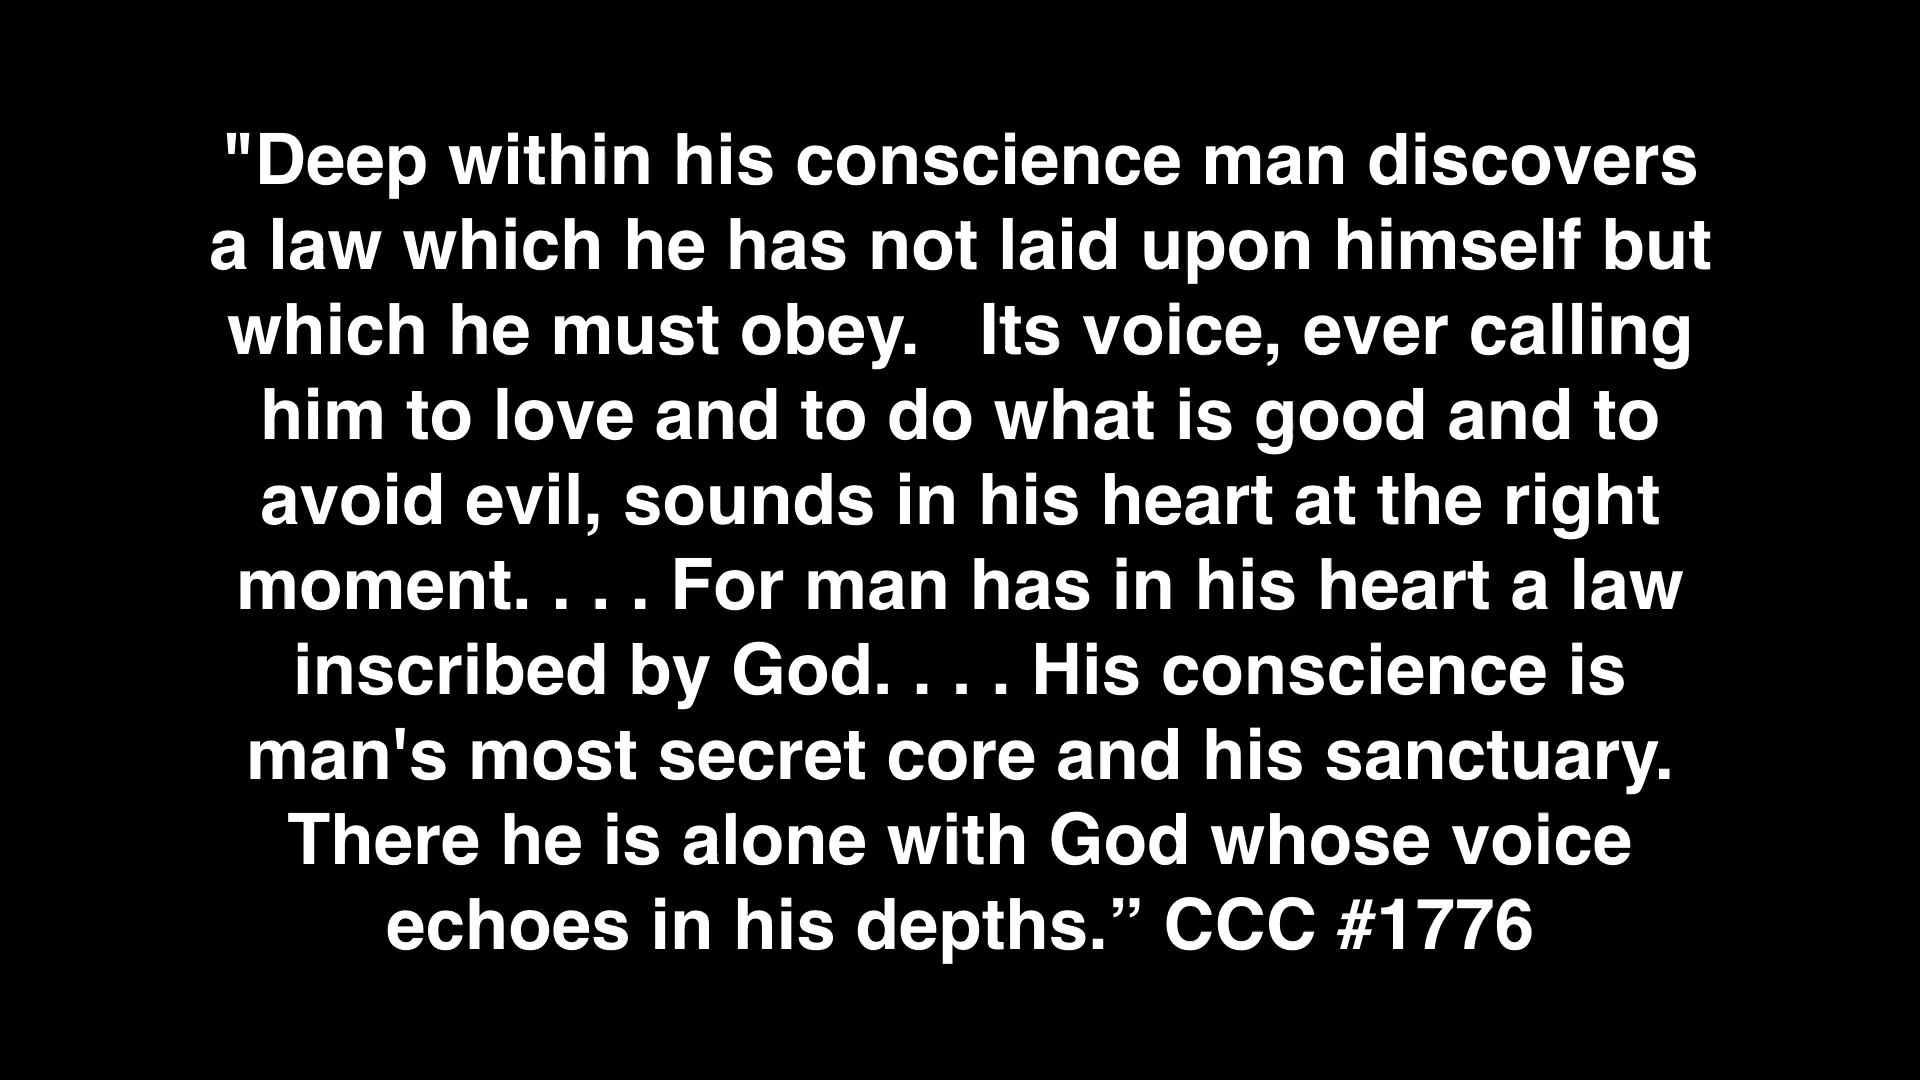 "Deep within his conscience man discovers
a law which he has not laid upon himself but
which he must obey.   Its voice, ever calling
him to love and to do what is good and to
avoid evil, sounds in his heart at the right
moment. . . . For man has in his heart a law
inscribed by God. . . . His conscience is
man's most secret core and his sanctuary.
There he is alone with God whose voice
echoes in his depths.” CCC #1776